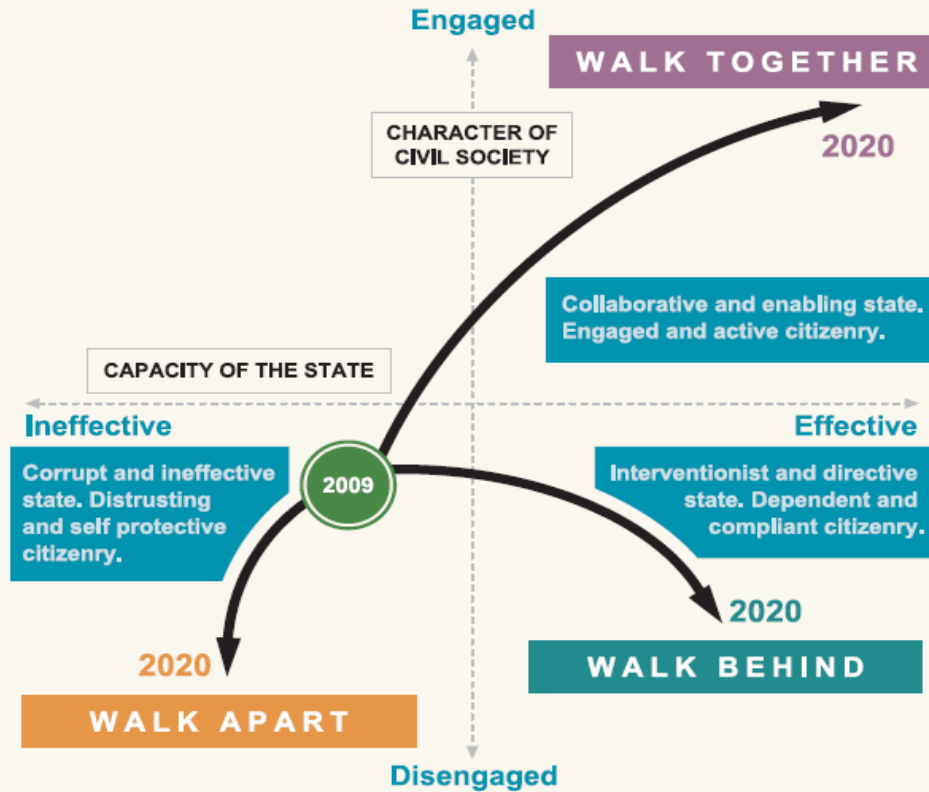 Engaged
WALK TOGETHER
CHARACTER OF
CIVIL SOCIETY
2020
Collaborative and enabling state.
Engaged and active citizenry.
CAPACITY OF THE STATE
Ineffective
Effective
Corrupt and ineffective
state. Distrusting
and self protective
citizenry.
2009
Interventionist and directive
state. Dependent and
compliant citizenry.
2020
WALK BEHIND
2020
WALK APART
Disengaged